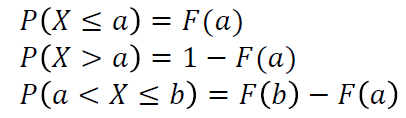 P(X ≤ a) = F(a)
P(X > a) = 1 − F(a)
P(a < X ≤ b) = F(b) − F(a)